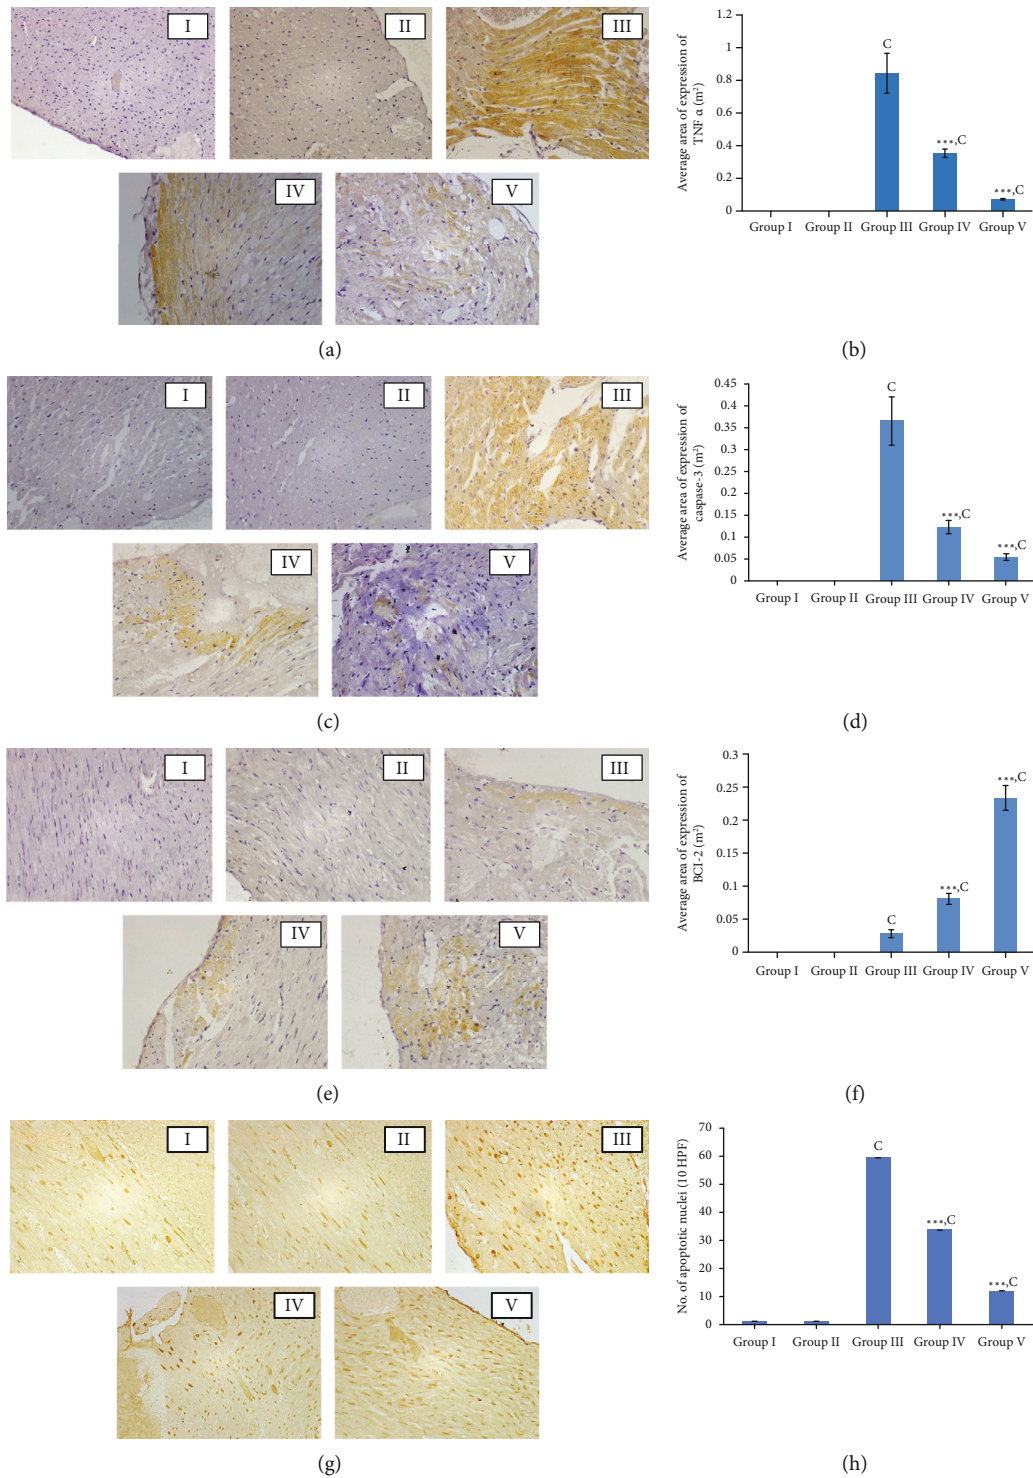 I
II
III
IV
V
(a)
Average area of expression of
TNF α (m²)
1.2
1
0.8
0.6
0.4
0.2
0
C
***,C
***,C
Group I
Group II
Group III
Group IV
Group V
(b)
I
II
III
IV
V
(c)
Average area of expression of
caspase-3 (m²)
0.45
0.4
0.35
0.3
0.25
0.2
0.15
0.1
0.05
0
C
***,C
***,C
Group I
Group II
Group III
Group IV
Group V
(d)
I
II
III
IV
V
(e)
Average area of expression of
BCI-2 (m²)
0.3
0.25
0.2
0.15
0.1
0.05
0
C
***,C
***,C
Group I
Group II
Group III
Group IV
Group V
(f)
I
II
III
IV
V
(g)
No. of apoptotic nuclei (10 HPF)
70
60
50
40
30
20
10
0
C
***,C
***,C
Group I
Group II
Group III
Group IV
Group V
(h)